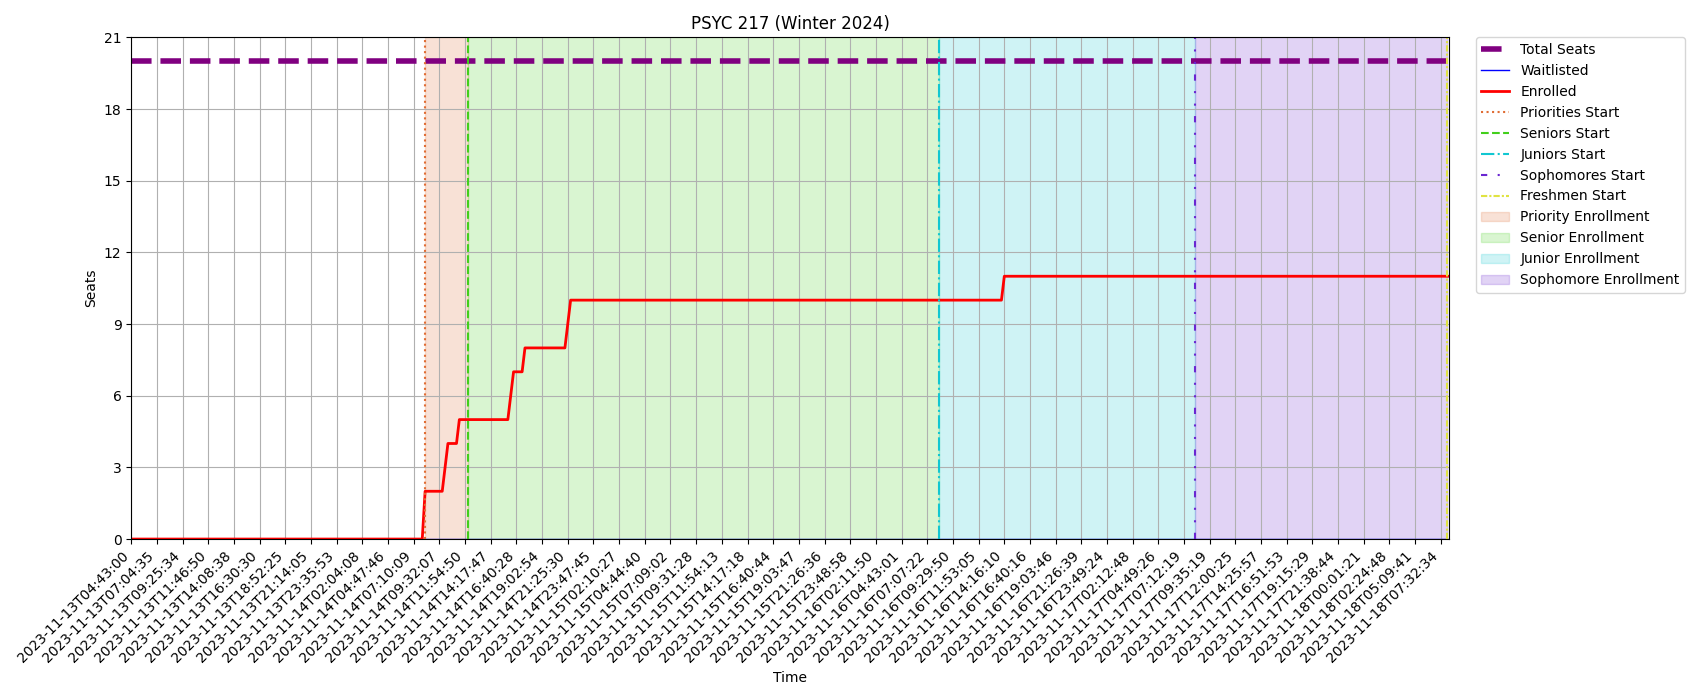 PSYC 217 (Winter 2024)
21
18
15
12
9
6
3
0
Seats
2023-11-13T04:43:00
2023-11-13T07:04:35
2023-11-13T09:25:34
2023-11-13T11:46:50
2023-11-13T14:08:38
2023-11-13T16:30:30
2023-11-13T18:52:25
2023-11-13T21:14:05
2023-11-13T23:35:53
2023-11-14T02:04:08
2023-11-14T04:47:46
2023-11-14T07:10:09
2023-11-14T09:32:07
2023-11-14T11:54:50
2023-11-14T14:17:47
2023-11-14T16:40:28
2023-11-14T19:02:54
2023-11-14T21:25:30
2023-11-14T23:47:45
2023-11-15T02:10:27
2023-11-15T04:44:40
2023-11-15T07:09:02
2023-11-15T09:31:28
2023-11-15T11:54:13
2023-11-15T14:17:18
2023-11-15T16:40:44
2023-11-15T19:03:47
2023-11-15T21:26:36
2023-11-15T23:48:58
2023-11-16T02:11:50
2023-11-16T04:43:01
2023-11-16T07:07:22
2023-11-16T09:29:50
2023-11-16T11:53:05
2023-11-16T14:16:10
2023-11-16T16:40:16
2023-11-16T19:03:46
2023-11-16T21:26:39
2023-11-16T23:49:24
2023-11-17T02:12:48
2023-11-17T04:49:26
2023-11-17T07:12:19
2023-11-17T09:35:19
2023-11-17T12:00:25
2023-11-17T14:25:57
2023-11-17T16:51:53
2023-11-17T19:15:29
2023-11-17T21:38:44
2023-11-18T00:01:21
2023-11-18T02:24:48
2023-11-18T05:09:41
2023-11-18T07:32:34
Time
Total Seats
Waitlisted
Enrolled
Priorities Start
Seniors Start
Juniors Start
Sophomores Start
Freshmen Start
Priority Enrollment
Senior Enrollment
Junior Enrollment
Sophomore Enrollment